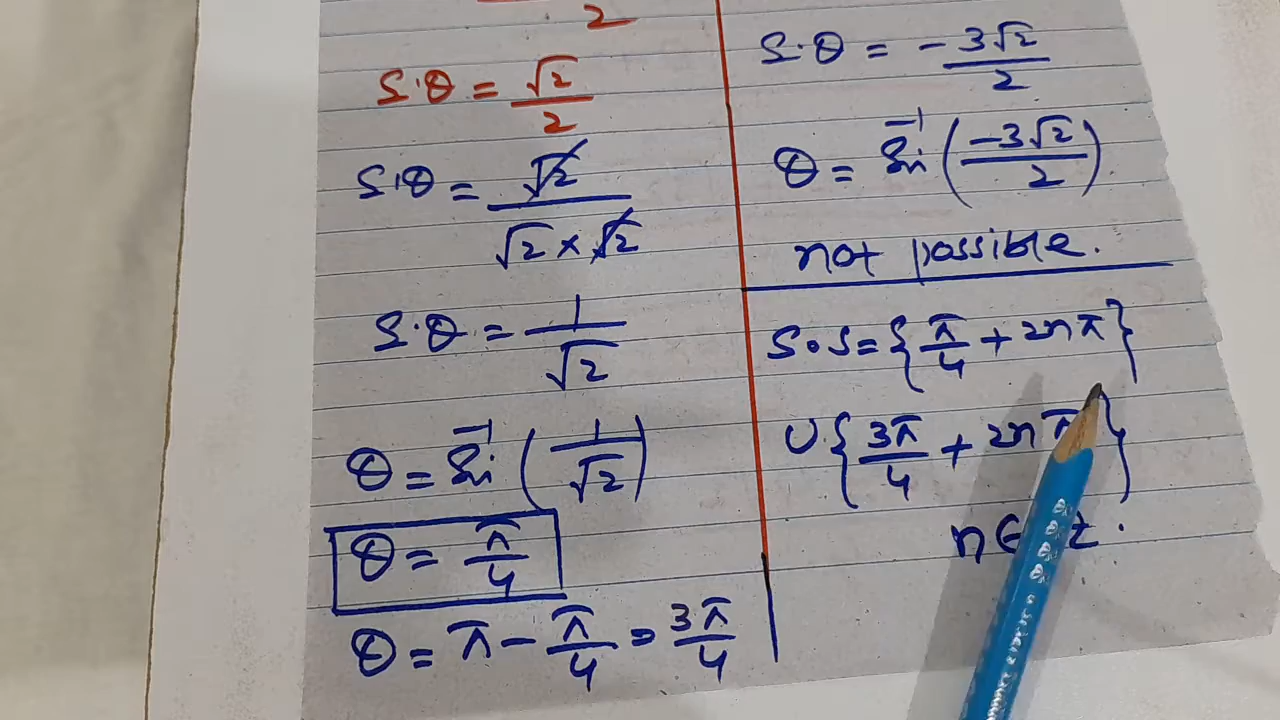 2
S.θ = √2/2
S.θ = √2/(√2 × √2)
S.θ = 1/√2
θ = Sin⁻¹(1/√2)
θ = π/4
θ = π - π/4 = 3π/4
S.θ = -3√2/2
θ = Sin⁻¹(-3√2/2)
not possible.
S.S = {π/4 + 2nπ}
∪ {3π/4 + 2nπ}
n∈ z.